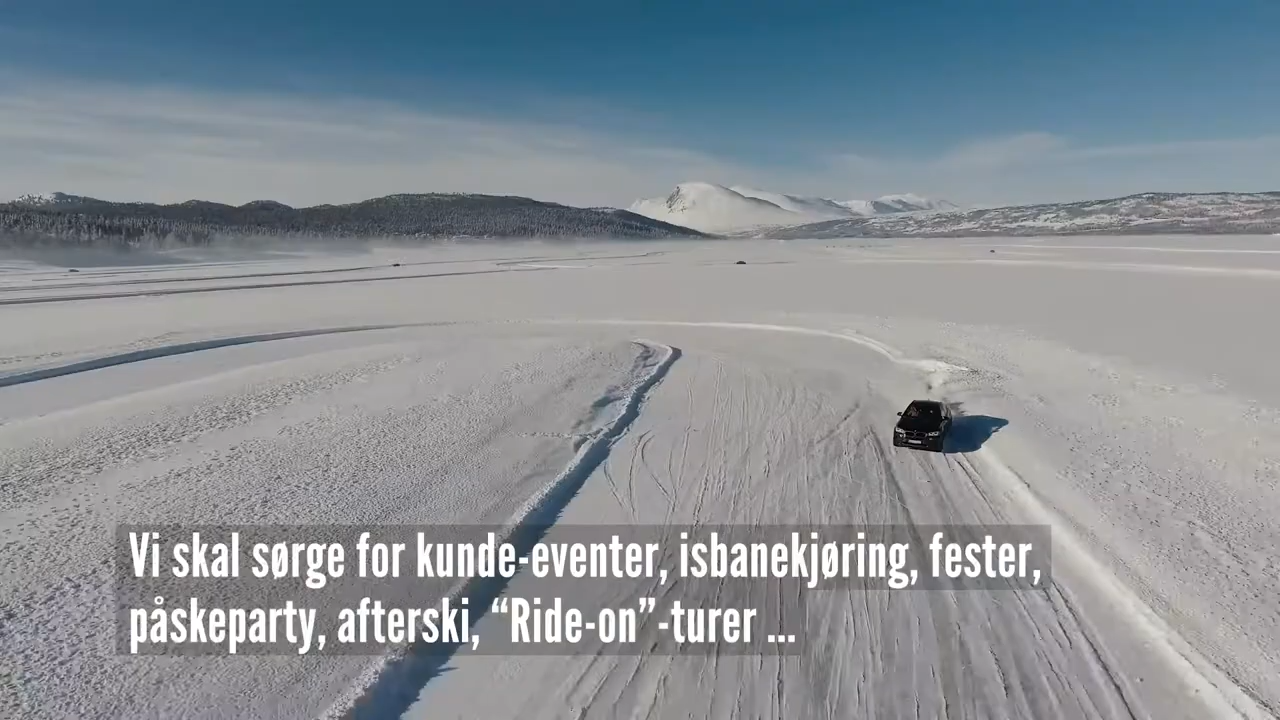 Vi skal sørge for kunde-eventer, isbanekjøring, fester,
påskeparty, afterski, “Ride-on”-turer ...